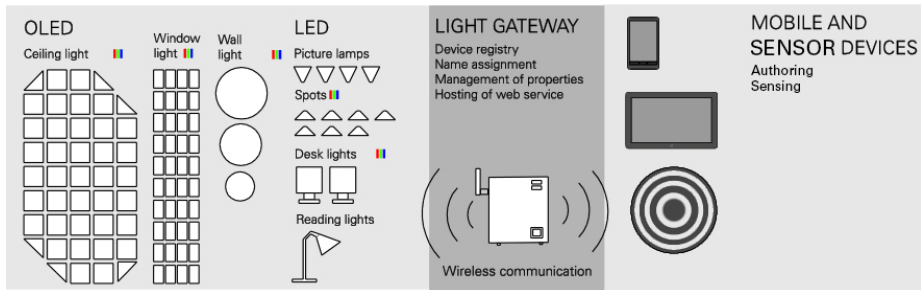 OLED
Ceiling light
Window
light
Wall
light
LED
Picture lamps
Spots
Desk lights
Reading lights
LIGHT GATEWAY
Device registry
Name assignment
Management of properties
Hosting of web service
Wireless communication
MOBILE AND
SENSOR DEVICES
Authoring
Sensing